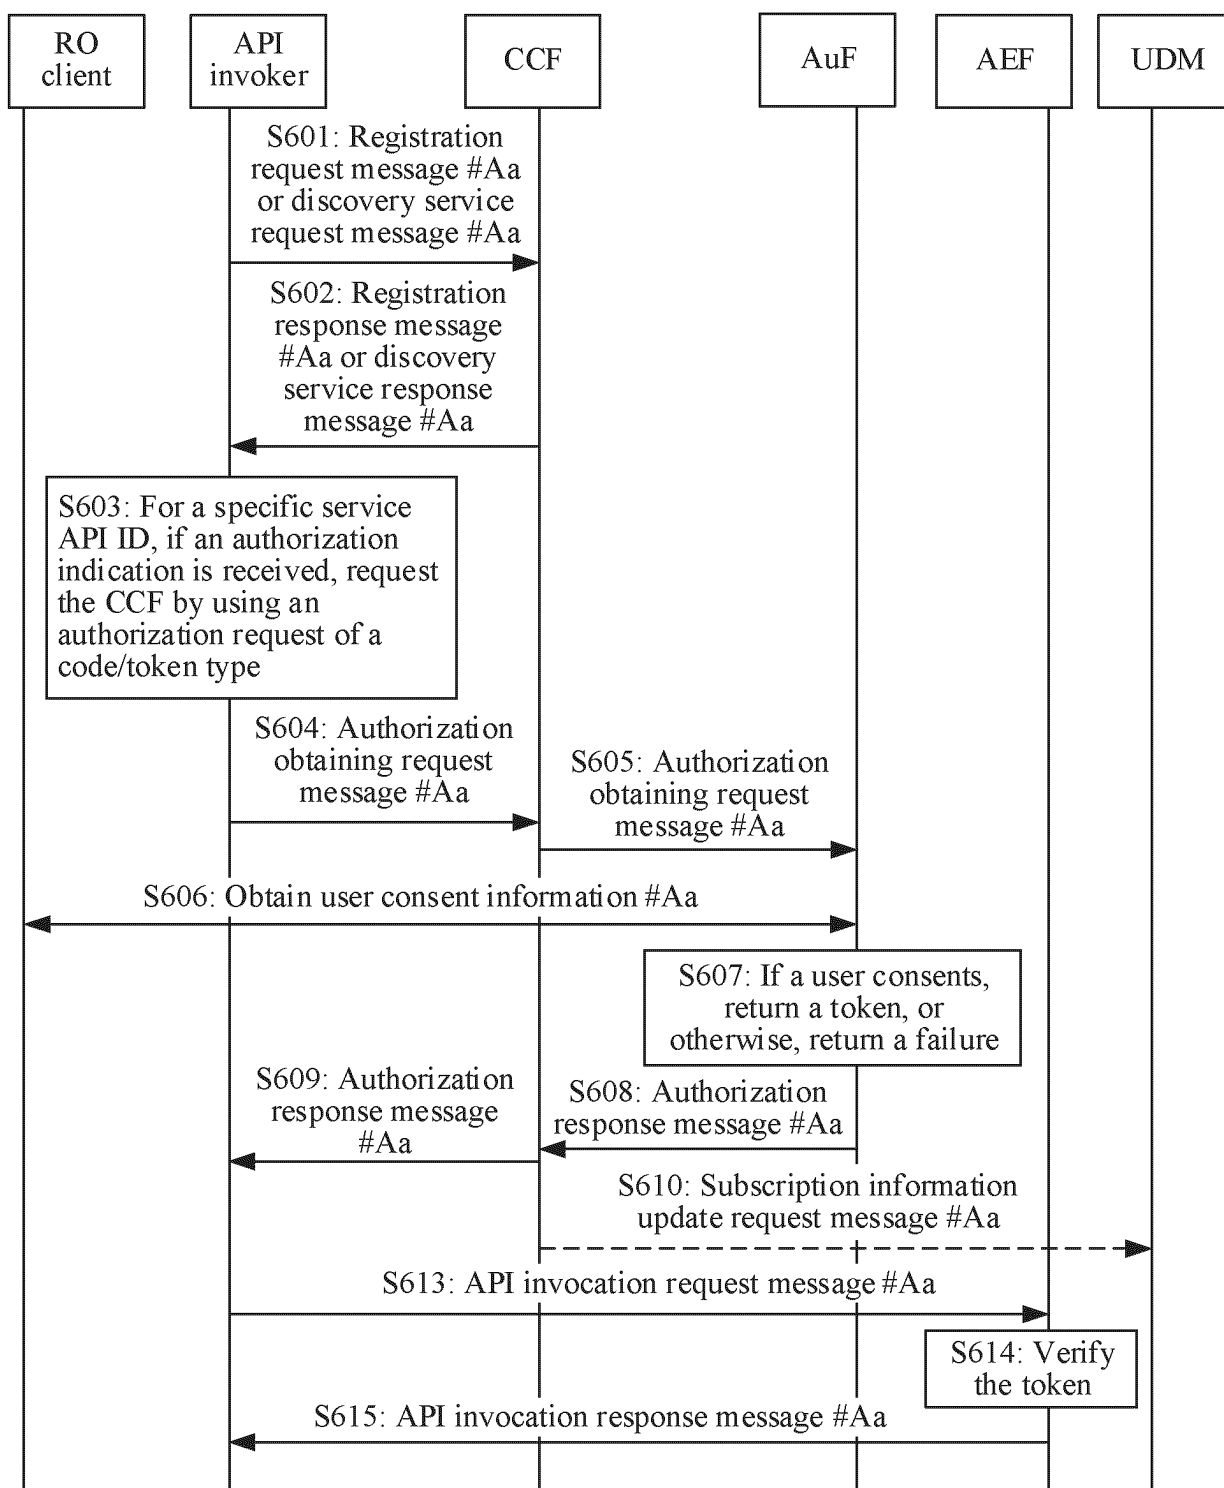 RO
client
API
invoker
CCF
AuF
AEF
UDM
S601: Registration
request message #Aa
or discovery service
request message #Aa
S602: Registration
response message
#Aa or discovery
service response
message #Aa
S603: For a specific service
API ID, if an authorization
indication is received, request
the CCF by using an
authorization request of a
code/token type
S604: Authorization
obtaining request
message #Aa
S605: Authorization
obtaining request
message #Aa
S606: Obtain user consent information #Aa
S607: If a user consents,
return a token, or
otherwise, return a failure
S609: Authorization
response message
#Aa
S608: Authorization
response message #Aa
S610: Subscription information
update request message #Aa
S613: API invocation request message #Aa
S614: Verify
the token
S615: API invocation response message #Aa